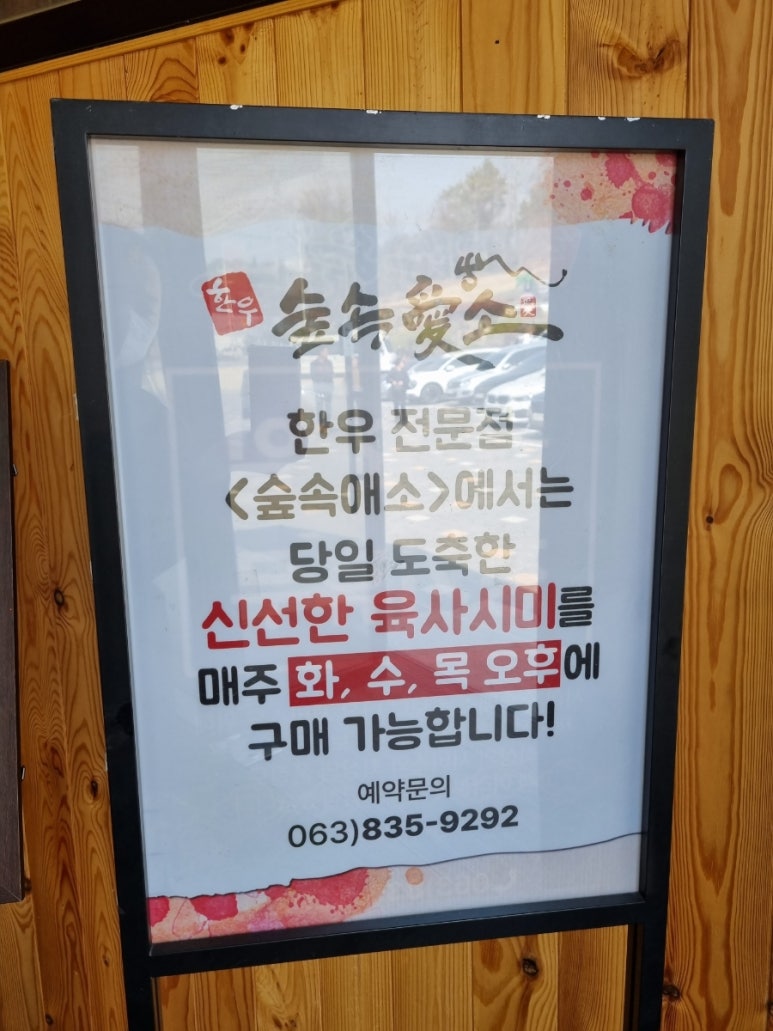 한우 숲속愛소
한우 전문점
<숲속애소>에서는
당일 도축한
신선한 육사시미를
매주 화, 수, 목 오후에
구매 가능합니다!
예약문의
063)835-9292